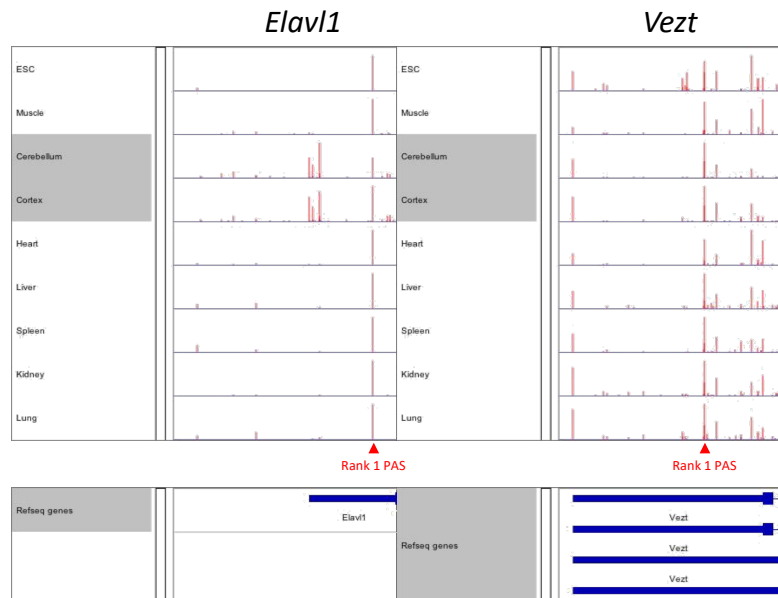 Elavl1 Vezt
ESC ESC
Muscle Muscle
Cerebellum Cerebellum
Cortex Cortex
Heart Heart
Liver Liver
Spleen Spleen
Kidney Kidney
Lung Lung
Rank 1 PAS Rank 1 PAS
Refseq genes
Elavl1 Vezt
Vezt
Refseq genes
Vezt
Vezt